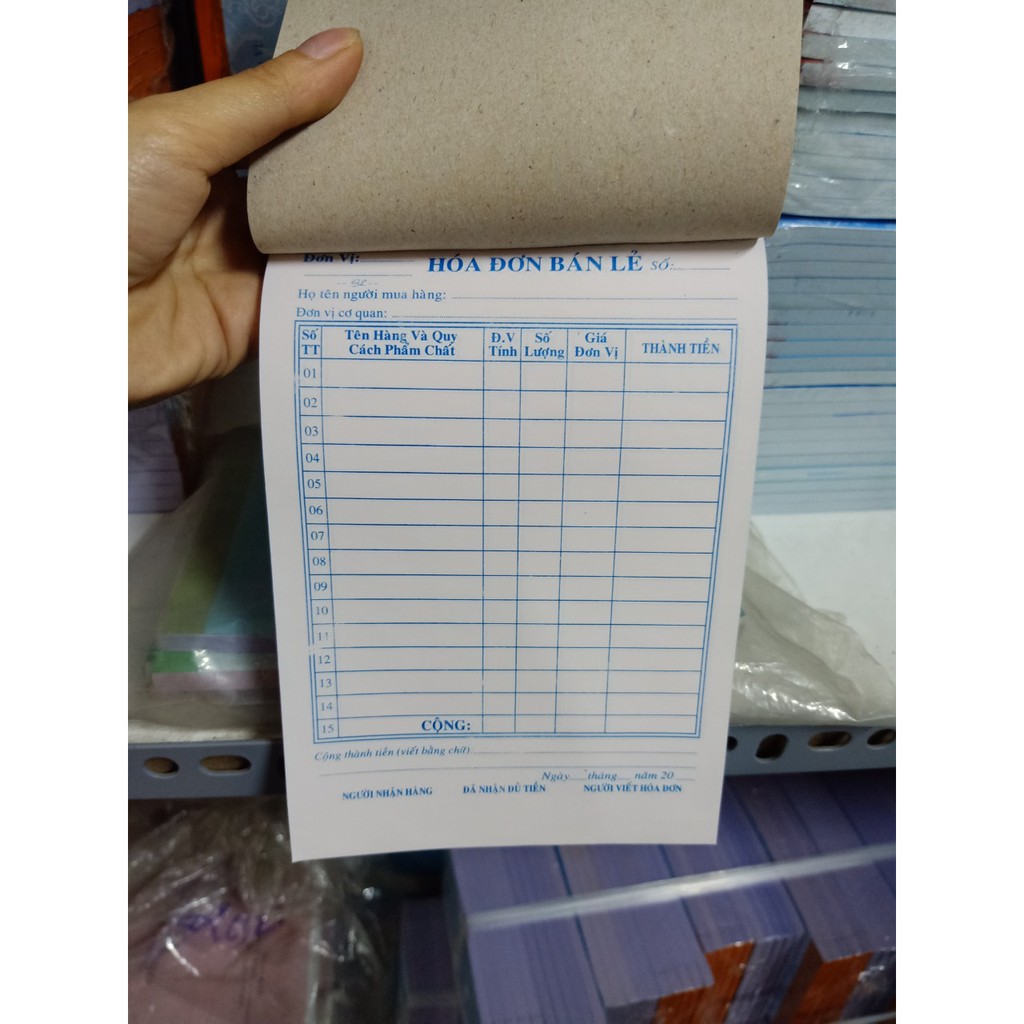 Đơn Vị:
HÓA ĐƠN BÁN LẺ SỐ:
Họ tên người mua hàng:
Đơn vị cơ quan:
Số TT
Tên Hàng Và Quy Cách Phẩm Chất
Đ.V Tính
Số Lượng
Giá Đơn Vị
THÀNH TIỀN
01
02
03
04
05
06
07
08
09
10
11
12
13
14
15 CỘNG:
Cộng thành tiền (viết bằng chữ)
Ngày tháng năm 20
NGƯỜI NHẬN HÀNG ĐÃ NHẬN ĐỦ TIỀN NGƯỜI VIẾT HÓA ĐƠN